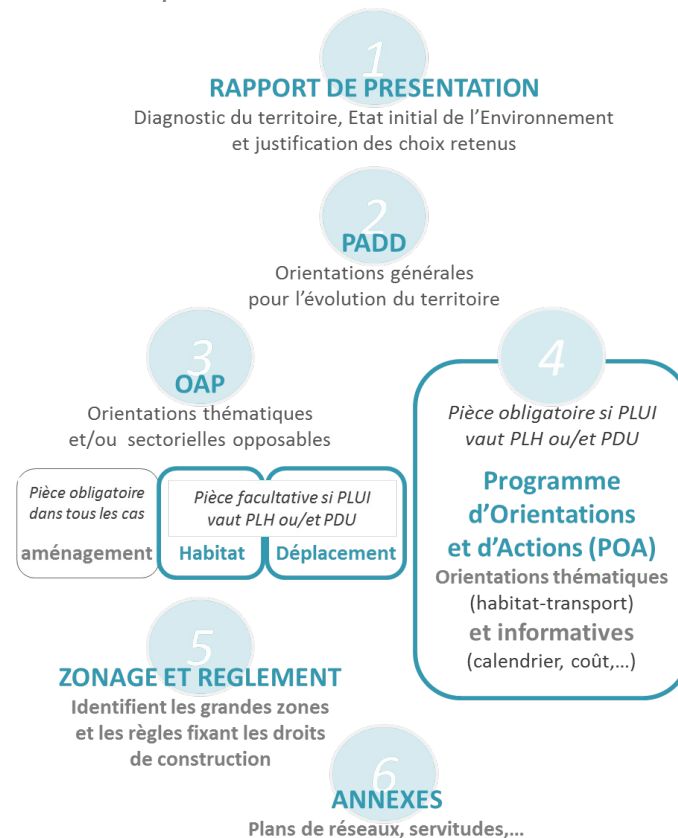 1
RAPPORT DE PRESENTATION
Diagnostic du territoire, Etat initial de l’Environnement
et justification des choix retenus
2
PADD
Orientations générales
pour l’évolution du territoire
3
OAP
Orientations thématiques
et/ou sectorielles opposables
Pièce obligatoire
dans tous les cas
aménagement
Pièce facultative si PLUI
vaut PLH ou/et PDU
Habitat
Déplacement
4
Pièce obligatoire si PLUI
vaut PLH ou/et PDU
Programme
d’Orientations
et d’Actions (POA)
Orientations thématiques
(habitat-transport)
et informatives
(calendrier, coût,…)
5
ZONAGE ET REGLEMENT
Identifient les grandes zones
et les règles fixant les droits
de construction
6
ANNEXES
Plans de réseaux, servitudes,…